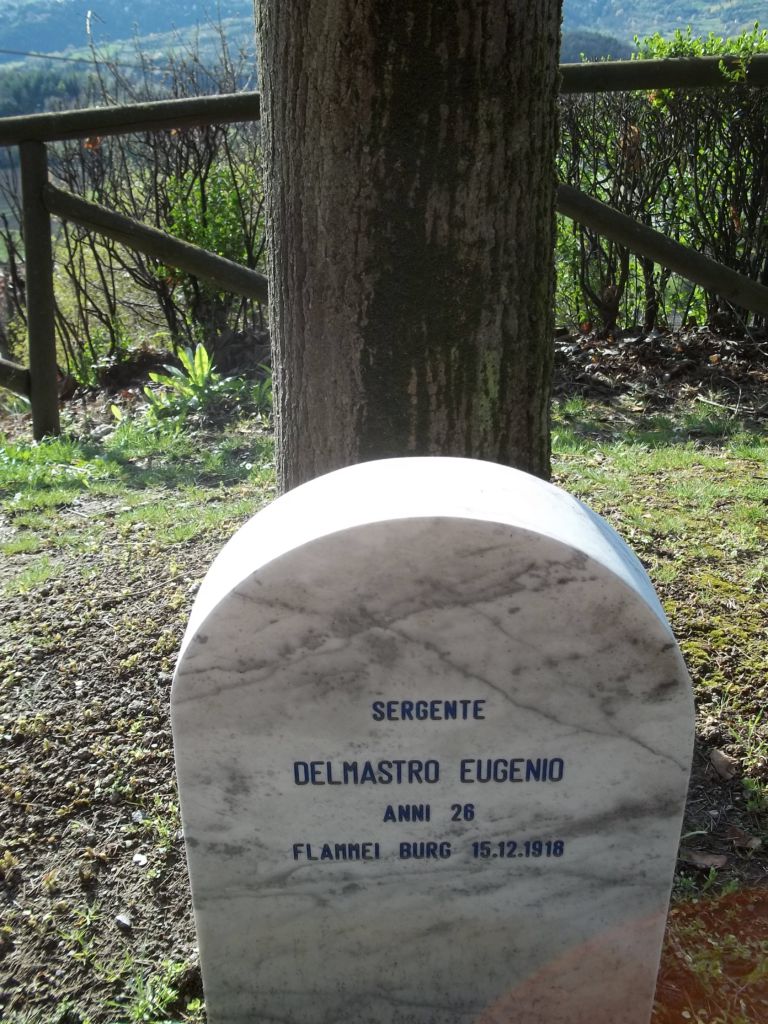 SERGENTE
DELMASTRO EUGENIO
ANNI 26
FLAMMEI BURG 15.12.1918